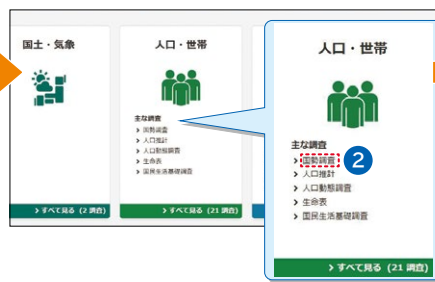 国土・気象
> すべて見る (2 調査)
人口・世帯
主な調査
> 国勢調査
> 人口推計
> 人口動態調査
> 生命表
> 国民生活基礎調査
> すべて見る (21 調査)
人口・世帯
主な調査
> 国勢調査
2
> 人口推計
> 人口動態調査
> 生命表
> 国民生活基礎調査
> すべて見る (21 調査)